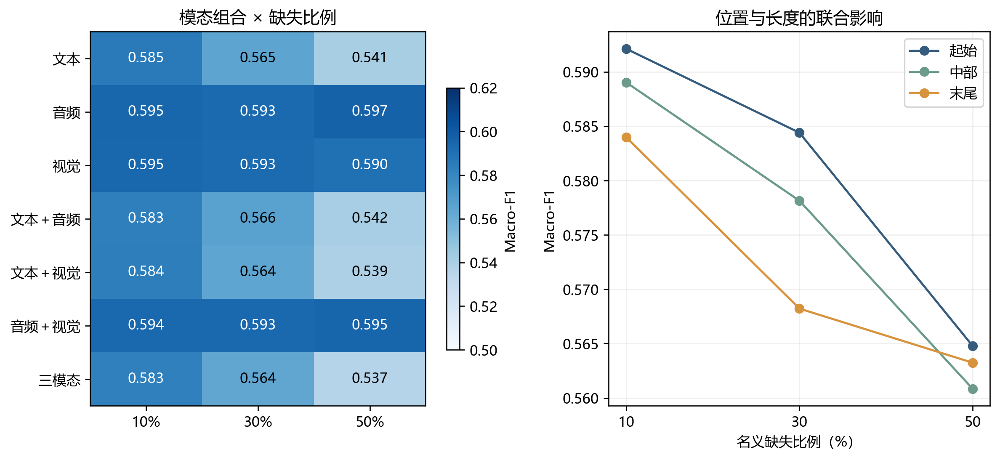 模态组合 × 缺失比例
文本 0.585 0.565 0.541
音频 0.595 0.593 0.597
视觉 0.595 0.593 0.590
文本 + 音频 0.583 0.566 0.542
文本 + 视觉 0.584 0.564 0.539
音频 + 视觉 0.594 0.593 0.595
三模态 0.583 0.564 0.537
10% 30% 50%
0.62
0.60
0.58
0.56
0.54
0.52
0.50
Macro-F1
位置与长度的联合影响
起始
中部
末尾
0.590
0.585
0.580
0.575
0.570
0.565
0.560
Macro-F1
10 30 50
名义缺失比例（%）